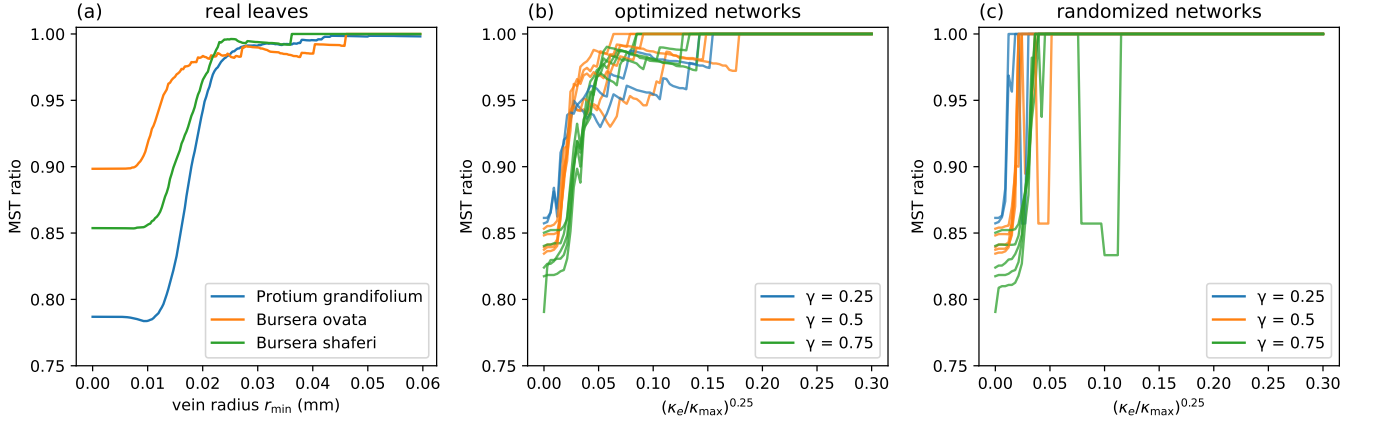 (a) real leaves
MST ratio
1.00
0.95
0.90
0.85
0.80
0.75
Protium grandifolium
Bursera ovata
Bursera shaferi
0.00 0.01 0.02 0.03 0.04 0.05 0.06
vein radius r_min (mm)
(b) optimized networks
MST ratio
1.00
0.95
0.90
0.85
0.80
0.75
γ = 0.25
γ = 0.5
γ = 0.75
0.00 0.05 0.10 0.15 0.20 0.25 0.30
(κ_e/κ_max)^0.25
(c) randomized networks
MST ratio
1.00
0.95
0.90
0.85
0.80
0.75
γ = 0.25
γ = 0.5
γ = 0.75
0.00 0.05 0.10 0.15 0.20 0.25 0.30
(κ_e/κ_max)^0.25